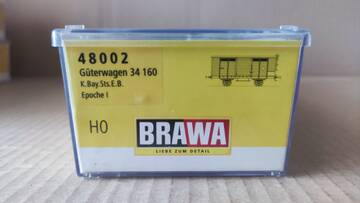 48002
Güterwagen 34 160
K.Bay.Sts.E.B.
Epoche I
H0
BRAWA
LIEBE ZUM DETAIL